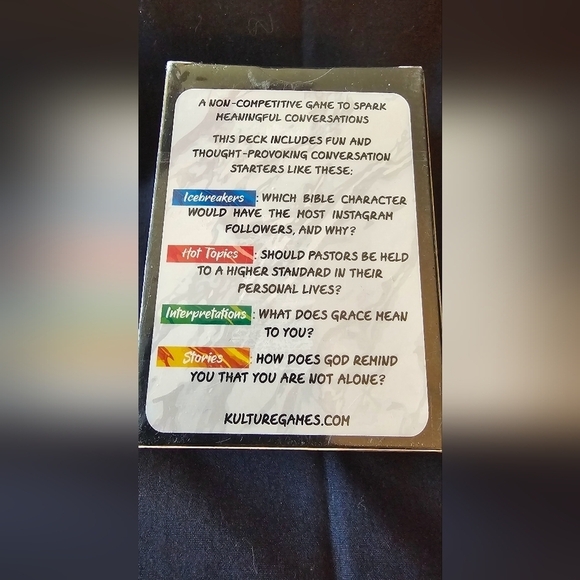 A NON-COMPETITIVE GAME TO SPARK
MEANINGFUL CONVERSATIONS
THIS DECK INCLUDES FUN AND
THOUGHT-PROVOKING CONVERSATION
STARTERS LIKE THESE:
Icebreakers : WHICH BIBLE CHARACTER
WOULD HAVE THE MOST INSTAGRAM
FOLLOWERS, AND WHY?
Hot Topics : SHOULD PASTORS BE HELD
TO A HIGHER STANDARD IN THEIR
PERSONAL LIVES?
Interpretations : WHAT DOES GRACE MEAN
TO YOU?
Stories : HOW DOES GOD REMIND
YOU THAT YOU ARE NOT ALONE?
KULTUREGAMES.COM